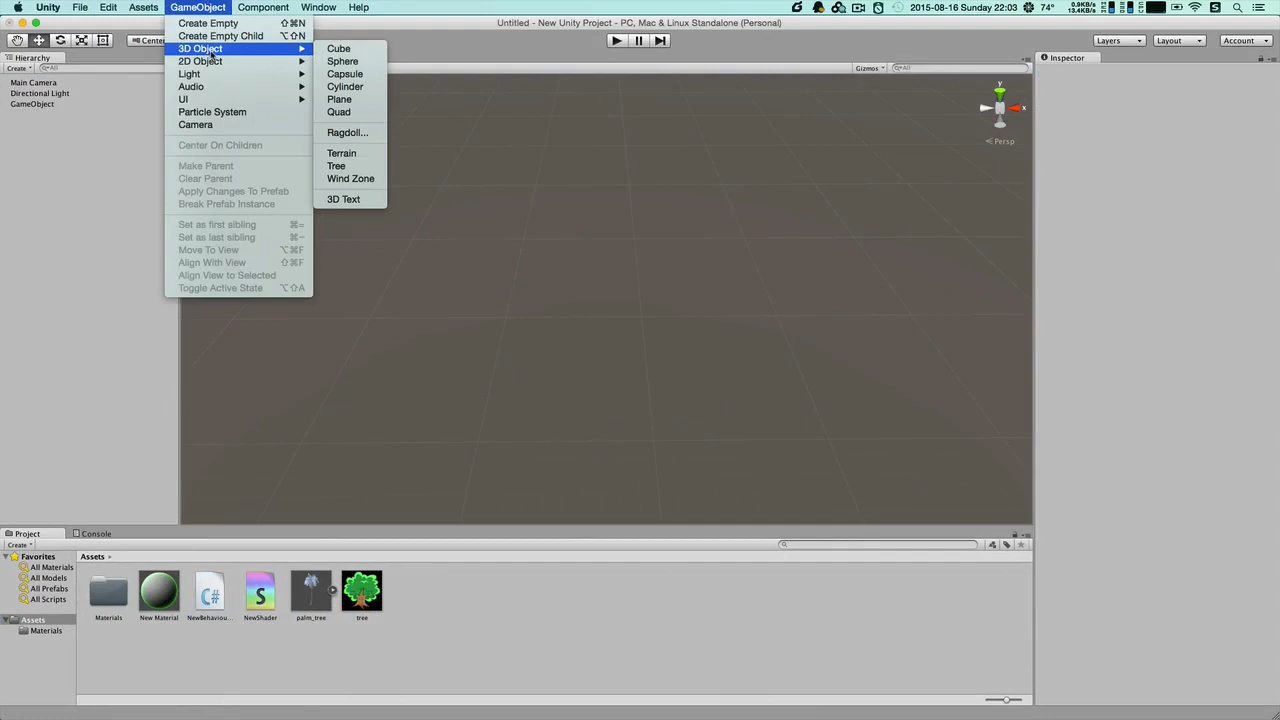 Unity File Edit Assets GameObject Component Window Help 2015-08-16 Sunday 22:03 74° 0.9KB/s 13.4KB/s
Untitled - New Unity Project - PC, Mac & Linux Standalone (Personal)
Center Layers Layout Account
Hierarchy
Create All
Main Camera
Directional Light
GameObject
Create Empty ⇧⌘N
Create Empty Child ⌥⇧N
3D Object
2D Object
Light
Audio
UI
Particle System
Camera
Center On Children
Make Parent
Clear Parent
Apply Changes To Prefab
Break Prefab Instance
Set as first sibling ⌘=
Set as last sibling ⌘-
Move To View ⌥⌘F
Align With View ⇧⌘F
Align View to Selected
Toggle Active State ⌥⇧A
Cube
Sphere
Capsule
Cylinder
Plane
Quad
Ragdoll...
Terrain
Tree
Wind Zone
3D Text
Gizmos All
y
x
Persp
Inspector
Project Console
Create
Favorites
All Materials
All Models
All Prefabs
All Scripts
Assets
Materials
Assets
C#
S
Materials New Material NewBehaviou... NewShader palm_tree tree